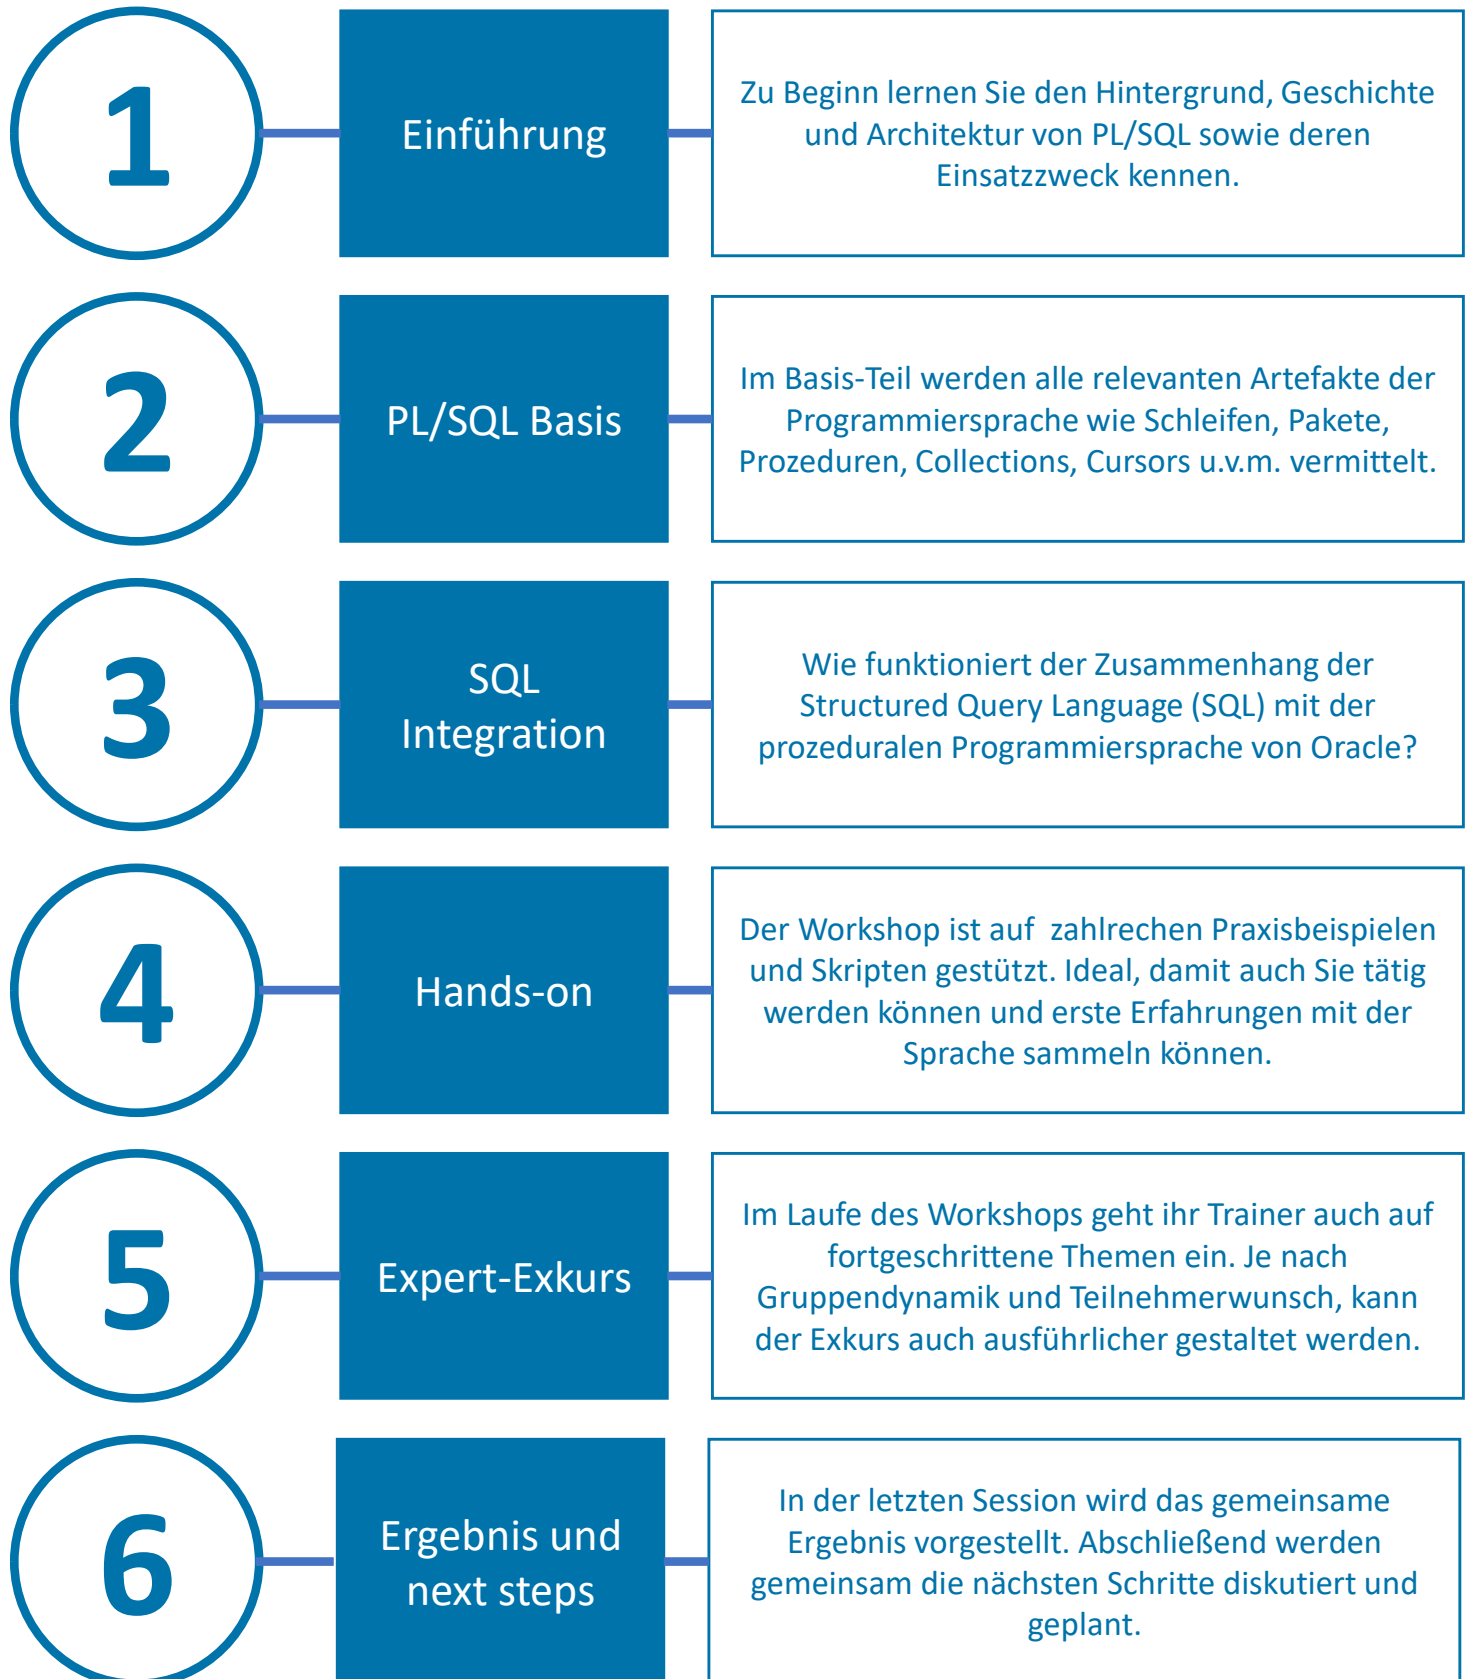 1
Einführung
Zu Beginn lernen Sie den Hintergrund, Geschichte
und Architektur von PL/SQL sowie deren
Einsatzzweck kennen.
2
PL/SQL Basis
Im Basis-Teil werden alle relevanten Artefakte der
Programmiersprache wie Schleifen, Pakete,
Prozeduren, Collections, Cursors u.v.m. vermittelt.
3
SQL
Integration
Wie funktioniert der Zusammenhang der
Structured Query Language (SQL) mit der
prozeduralen Programmiersprache von Oracle?
4
Hands-on
Der Workshop ist auf  zahlrechen Praxisbeispielen
und Skripten gestützt. Ideal, damit auch Sie tätig
werden können und erste Erfahrungen mit der
Sprache sammeln können.
5
Expert-Exkurs
Im Laufe des Workshops geht ihr Trainer auch auf
fortgeschrittene Themen ein. Je nach
Gruppendynamik und Teilnehmerwunsch, kann
der Exkurs auch ausführlicher gestaltet werden.
6
Ergebnis und
next steps
In der letzten Session wird das gemeinsame
Ergebnis vorgestellt. Abschließend werden
gemeinsam die nächsten Schritte diskutiert und
geplant.